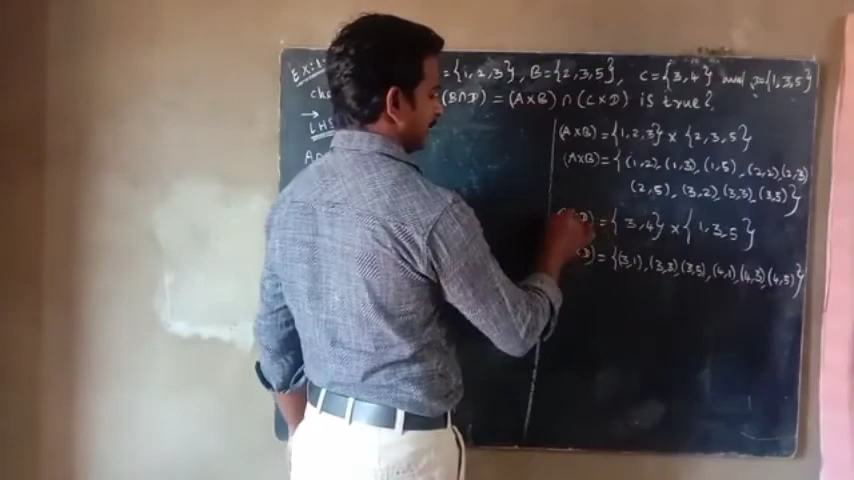 Ex:1 = {1, 2, 3}, B = {2, 3, 5}, C = {3, 4} and D = {1, 3, 5}
(B∩D) = (A×B) ∩ (C×D) is true?
LHS
(A×B) = {1, 2, 3} × {2, 3, 5}
(A×B) = { (1,2), (1,3), (1,5), (2,2), (2,3)
(2,5), (3,2), (3,3), (3,5)}
= {3, 4} × {1, 3, 5}
= {(3,1), (3,3), (3,5), (4,1), (4,3), (4,5)}